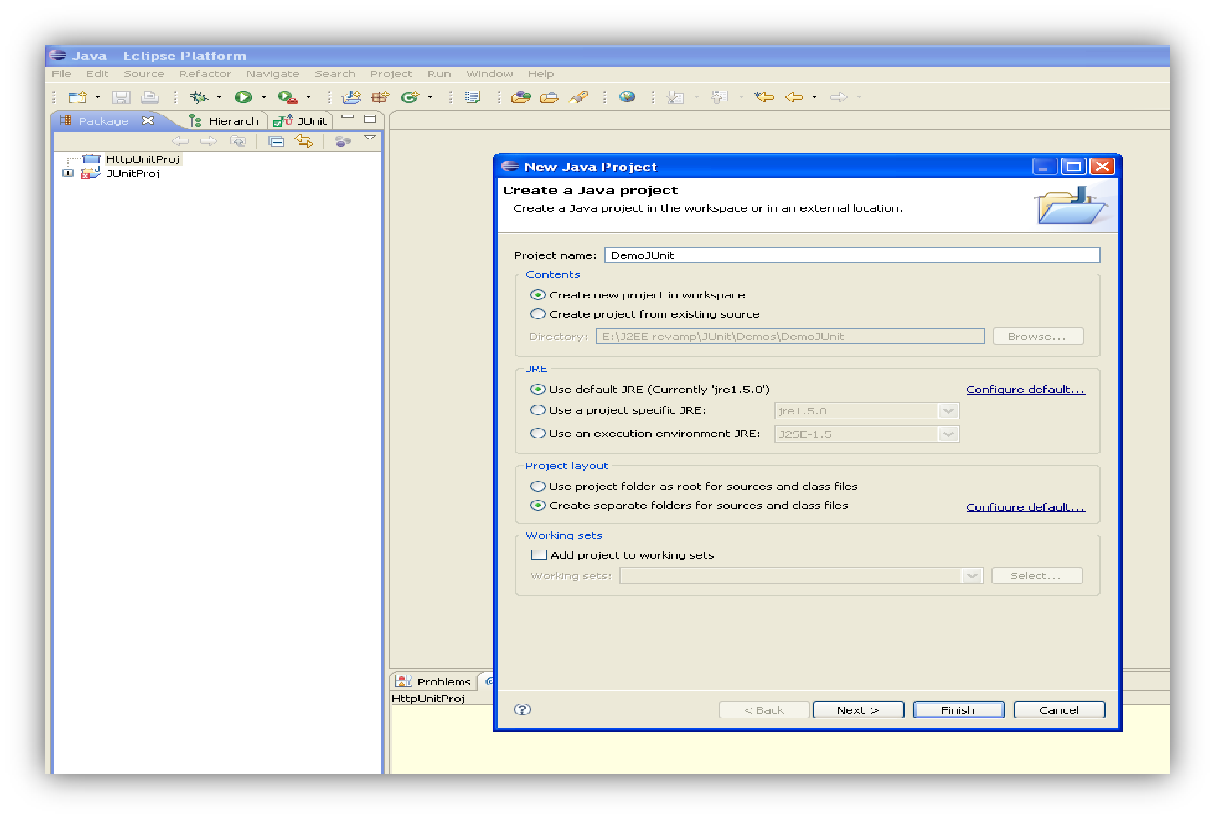 Java Eclipse Platform
File Edit Source Refactor Navigate Search Project Run Window Help
Package Hierarch JUnit
HttpUnitProj
JUnitProj
New Java Project
Create a Java project
Create a Java project in the workspace or in an external location.
Project name: DemoJUnit
Contents
Create new project in workspace
Create project from existing source
Directory: E:\J2EE revamp\JUnit\Demos\DemoJUnit Browse...
JRE
Use default JRE (Currently 'jre1.5.0') Configure default...
Use a project specific JRE: jre1.5.0
Use an execution environment JRE: J2SE-1.5
Project layout
Use project folder as root for sources and class files
Create separate folders for sources and class files Configure default...
Working sets
Add project to working sets
Working sets: Select...
Problems
HttpUnitProj
< Back Next > Finish Cancel